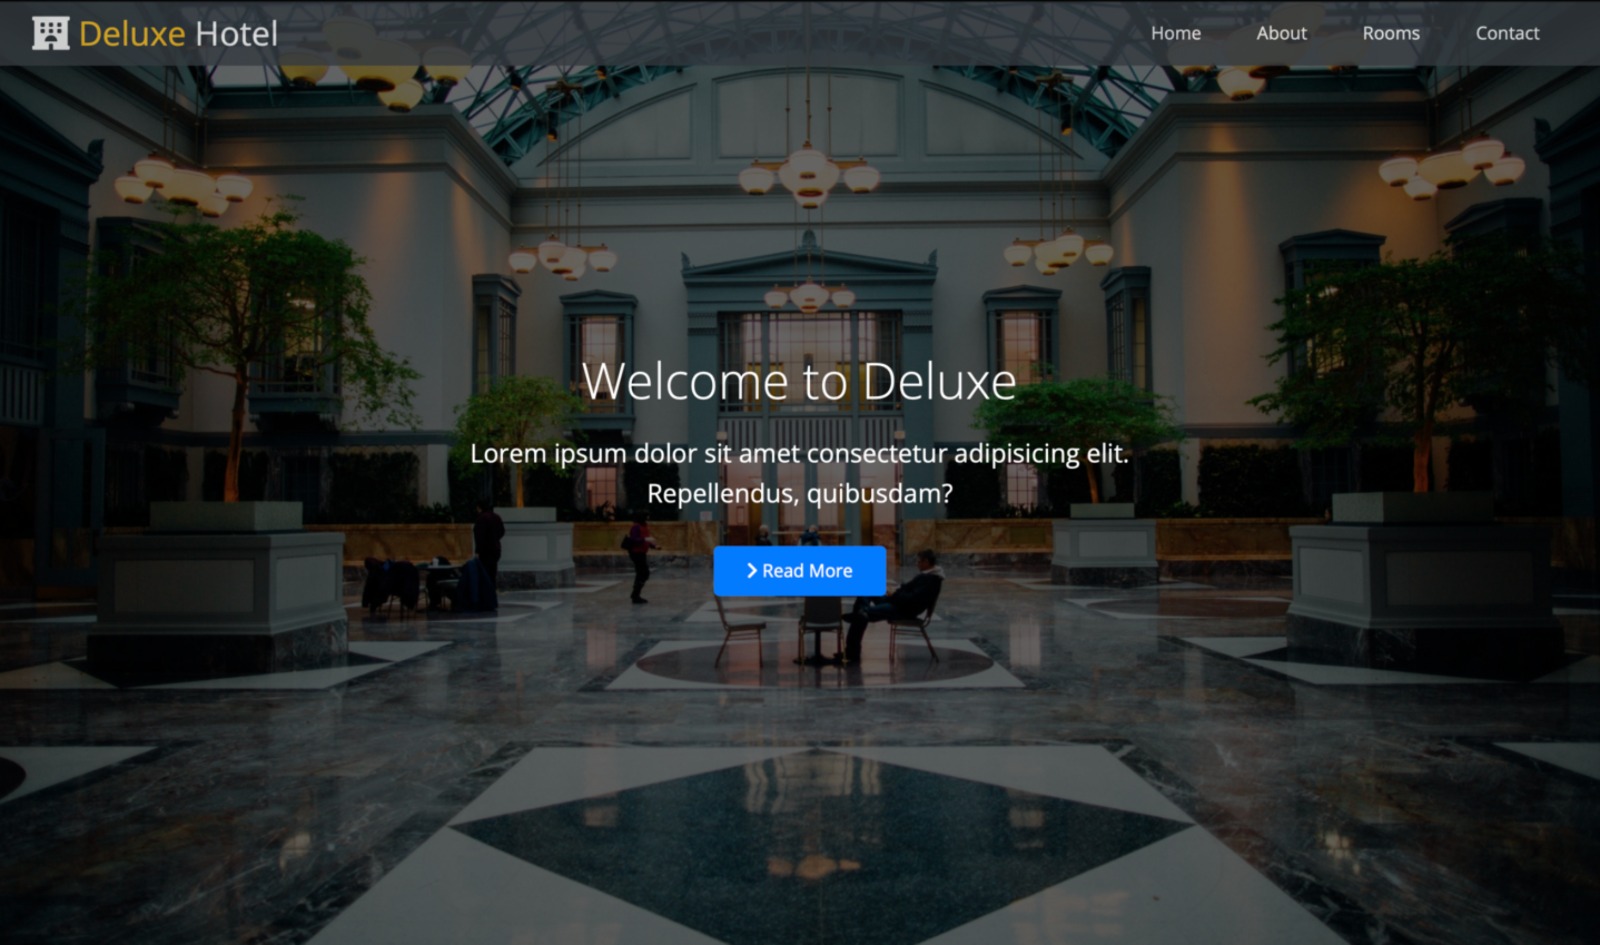 Deluxe Hotel
Home
About
Rooms
Contact
Welcome to Deluxe
Lorem ipsum dolor sit amet consectetur adipisicing elit.
Repellendus, quibusdam?
Read More